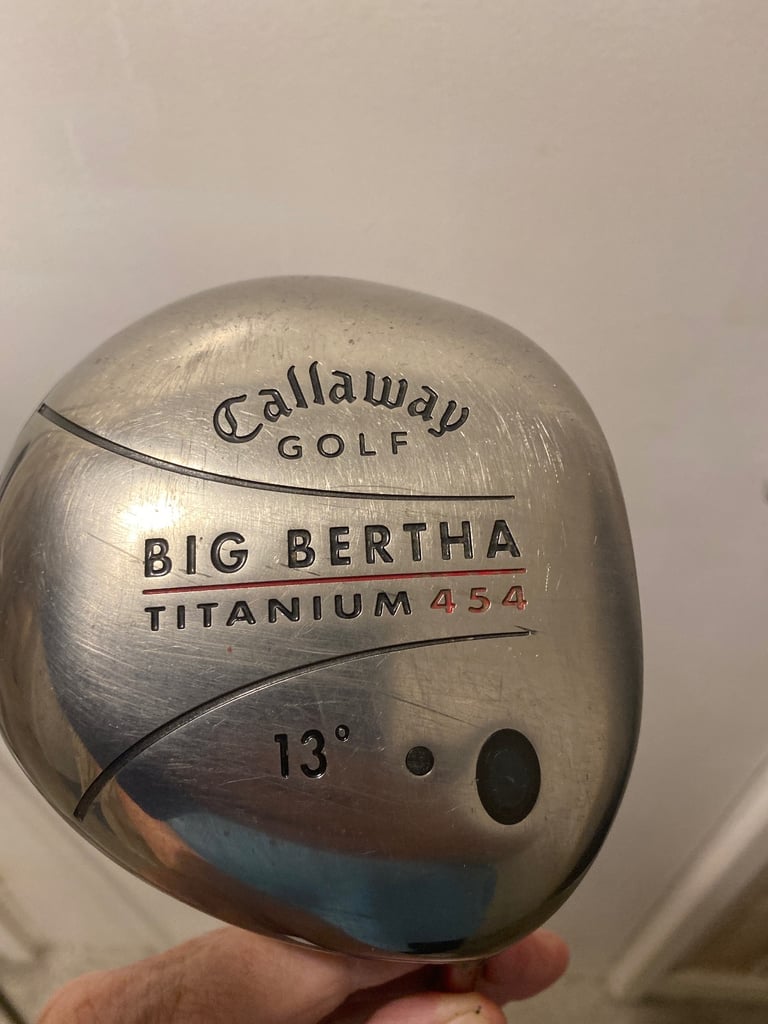 Callaway
GOLF
BIG BERTHA
TITANIUM 454
13°